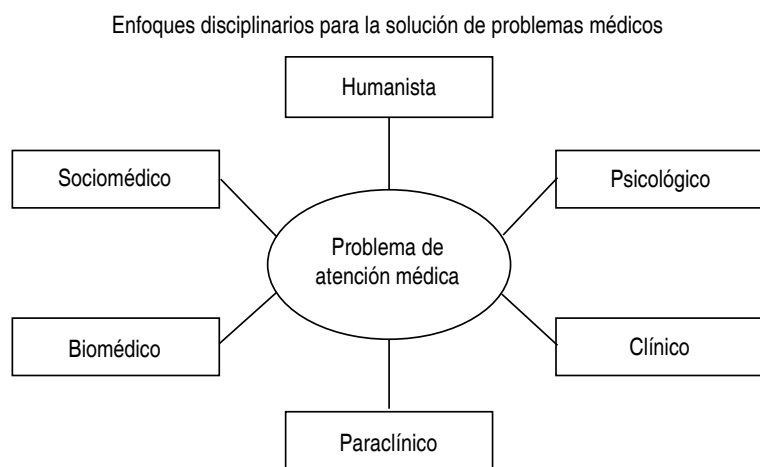 Enfoques disciplinarios para la solución de problemas médicos
Humanista
Sociomédico
Psicológico
Problema de
atención médica
Biomédico
Clínico
Paraclínico